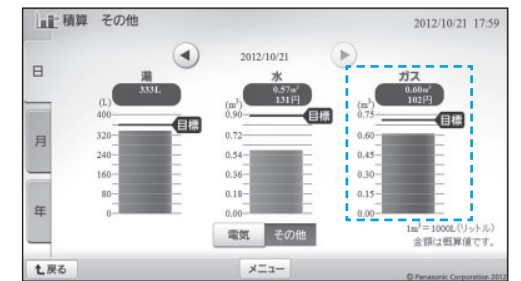 積算 その他
2012/10/21 17:59
2012/10/21
日
月
年
湯
333L
(L)
400
320
240
160
80
0
目標
水
0.57m³
131円
(m³)
0.90
0.72
0.54
0.36
0.18
0.00
目標
ガス
0.60m³
102円
(m³)
0.75
0.60
0.45
0.30
0.15
0.00
目標
電気
その他
1m³=1000L(リットル)
金額は概算値です。
戻る
メニュー
© Panasonic Corporation 2012